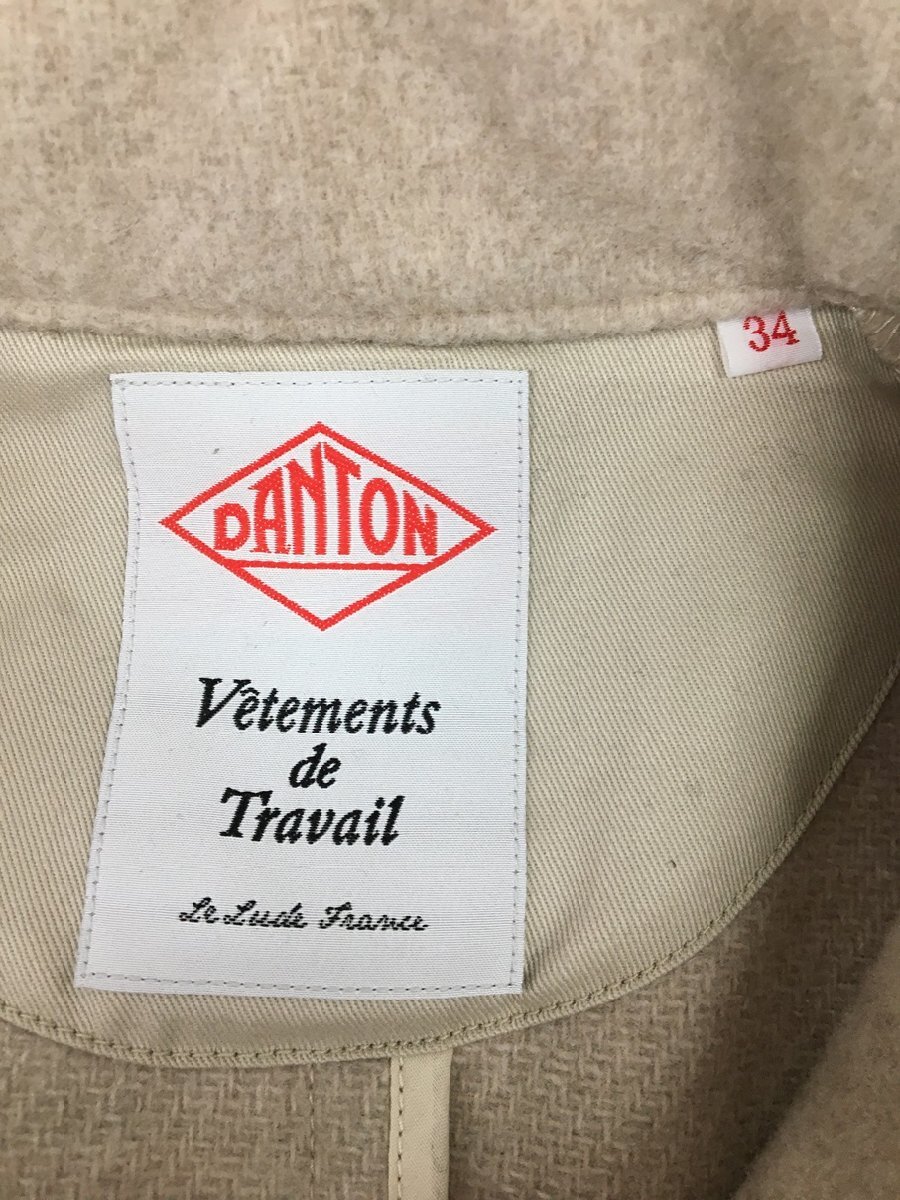 34
DANTON
Vêtements
de
Travail
Le Lude France